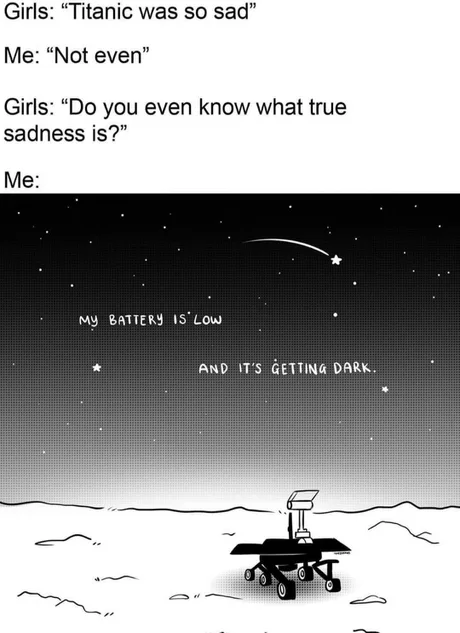 Girls: “Titanic was so sad”
Me: “Not even”
Girls: “Do you even know what true
sadness is?”
Me:
MY BATTERY IS LOW
AND IT'S GETTING DARK.